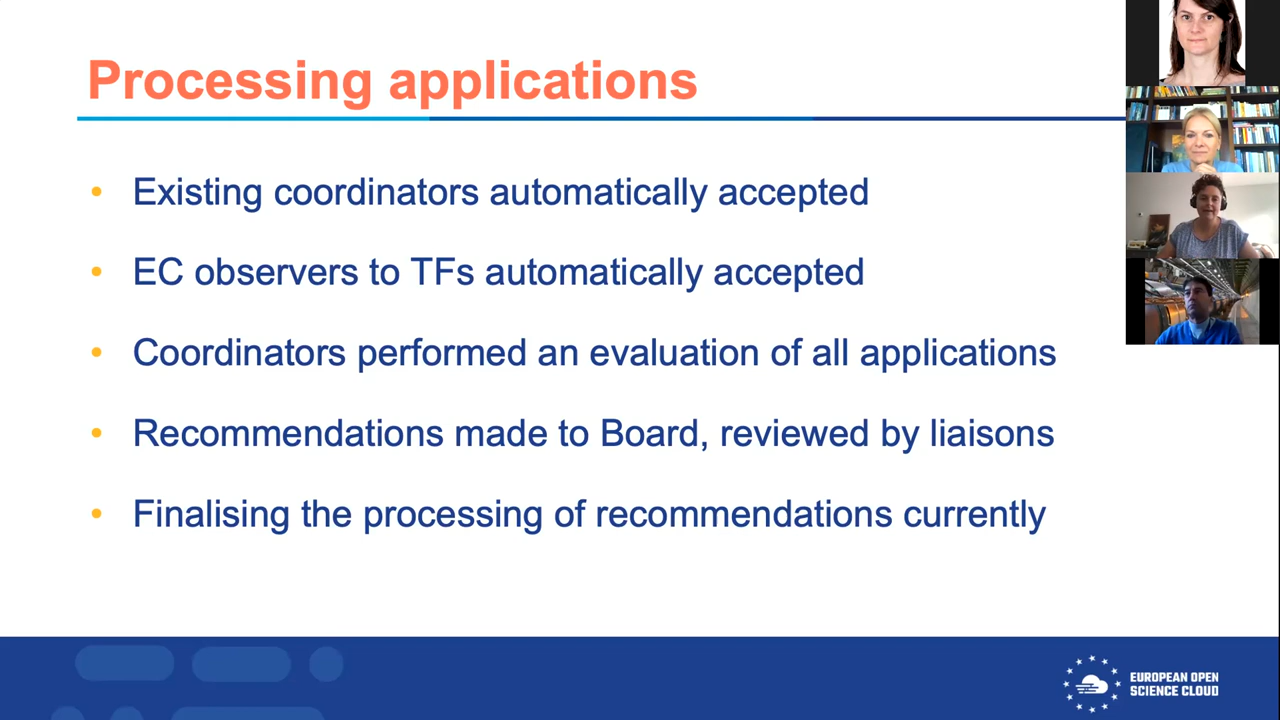 Processing applications
Existing coordinators automatically accepted
EC observers to TFs automatically accepted
Coordinators performed an evaluation of all applications
Recommendations made to Board, reviewed by liaisons
Finalising the processing of recommendations currently
EUROPEAN OPEN
SCIENCE CLOUD